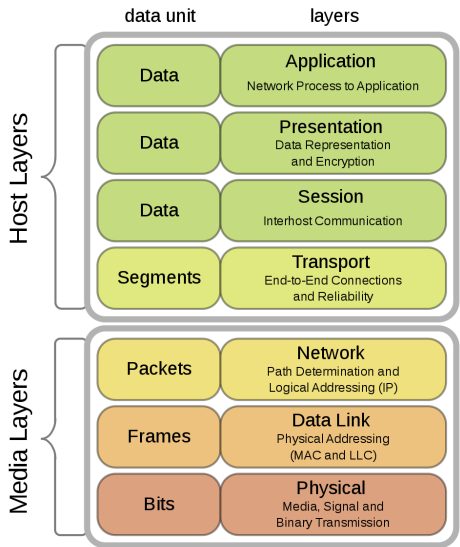 data unit layers
Host Layers
Data Application
Network Process to Application
Data Presentation
Data Representation
and Encryption
Data Session
Interhost Communication
Segments Transport
End-to-End Connections
and Reliability
Media Layers
Packets Network
Path Determination and
Logical Addressing (IP)
Frames Data Link
Physical Addressing
(MAC and LLC)
Bits Physical
Media, Signal and
Binary Transmission